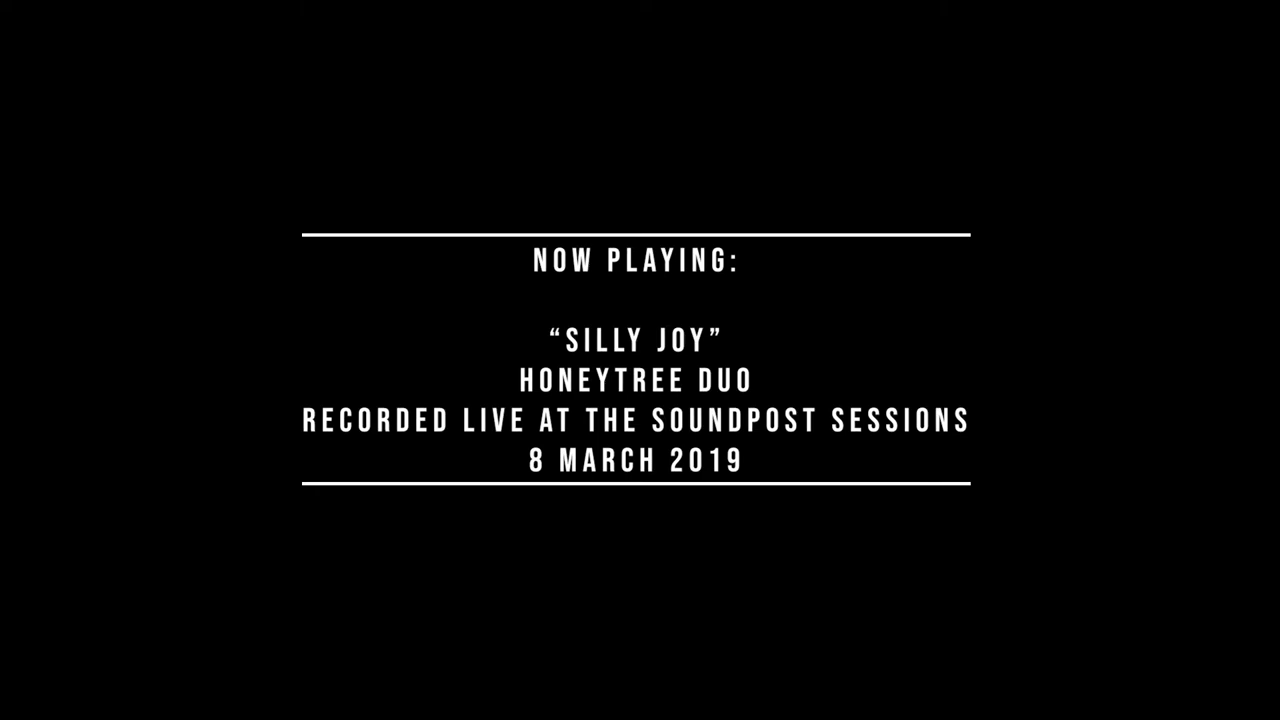 NOW PLAYING:
“SILLY JOY”
HONEYTREE DUO
RECORDED LIVE AT THE SOUNDPOST SESSIONS
8 MARCH 2019